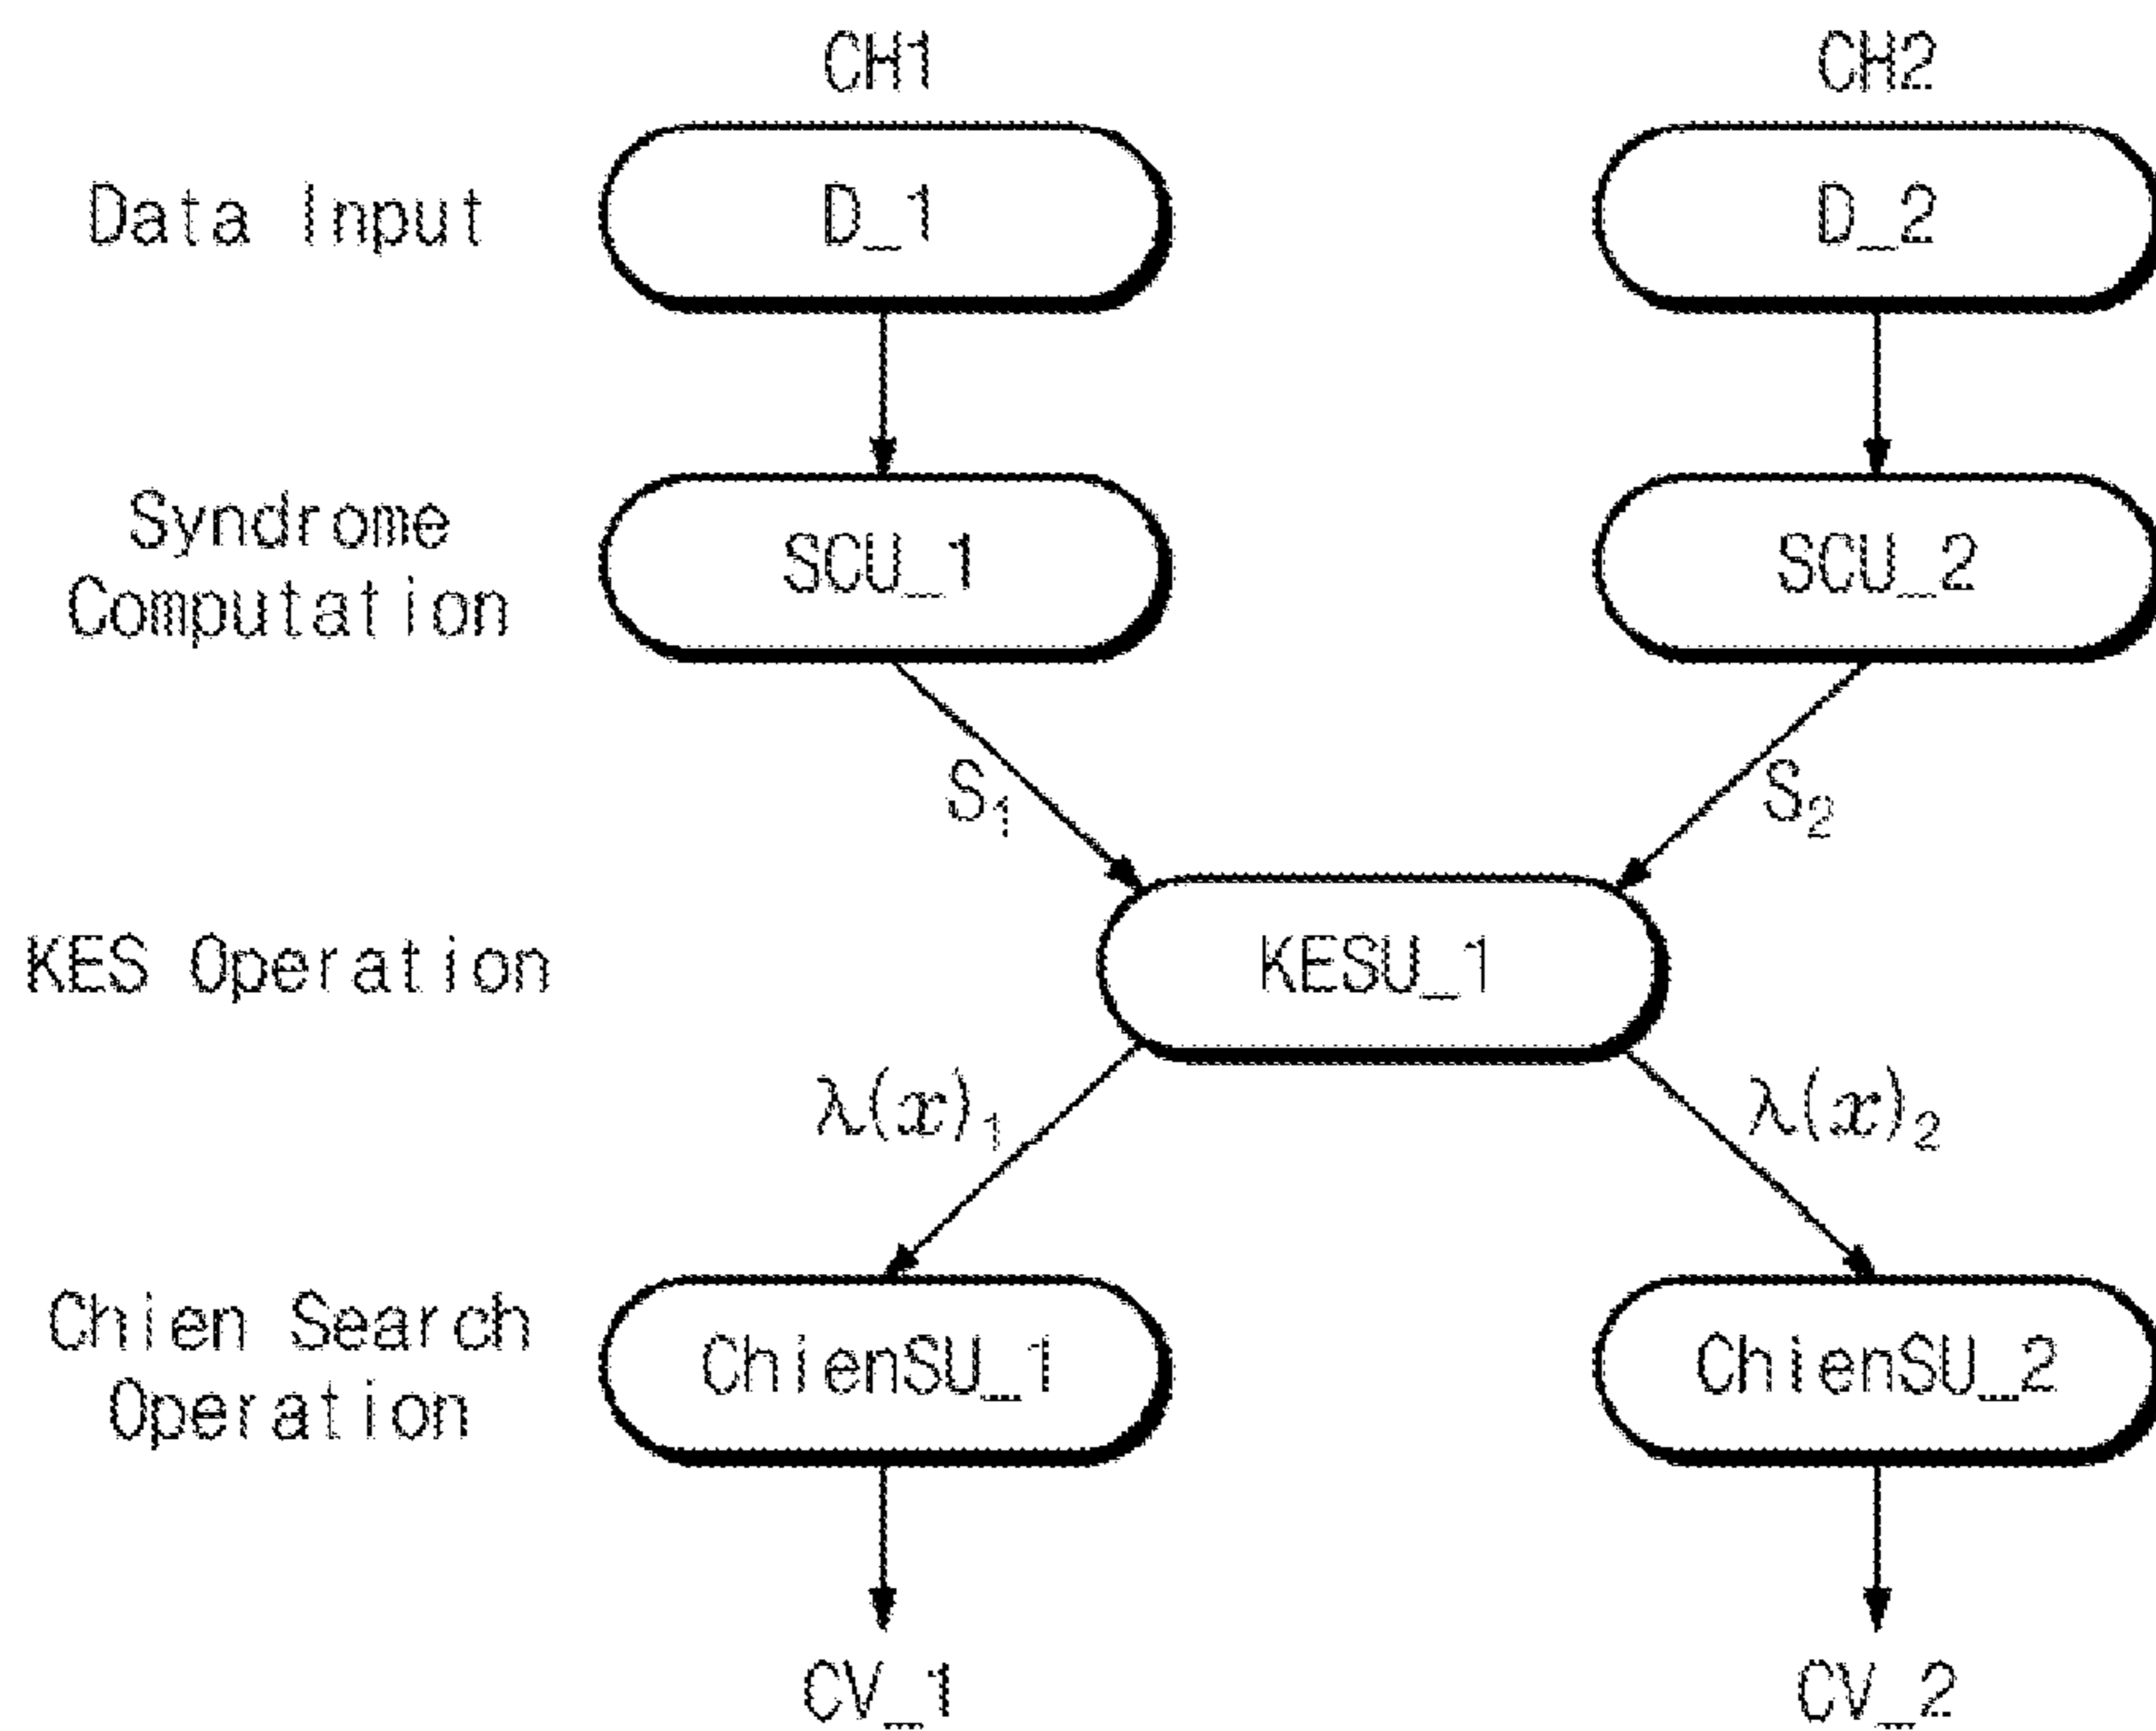 CH1 CH2
Data Input D_1 D_2
Syndrome
Computation
SCU_1 SCU_2
S₁ S₂
KES Operation KESU_1
λ(x)₁ λ(x)₂
Chien Search
Operation
ChienSU_1 ChienSU_2
CV_1 CV_2